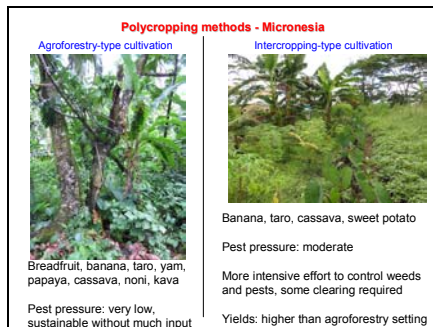 Polycropping methods - Micronesia
Agroforestry-type cultivation
Breadfruit, banana, taro, yam,
papaya, cassava, noni, kava
Pest pressure: very low,
sustainable without much input
Intercropping-type cultivation
Banana, taro, cassava, sweet potato
Pest pressure: moderate
More intensive effort to control weeds
and pests, some clearing required
Yields: higher than agroforestry setting